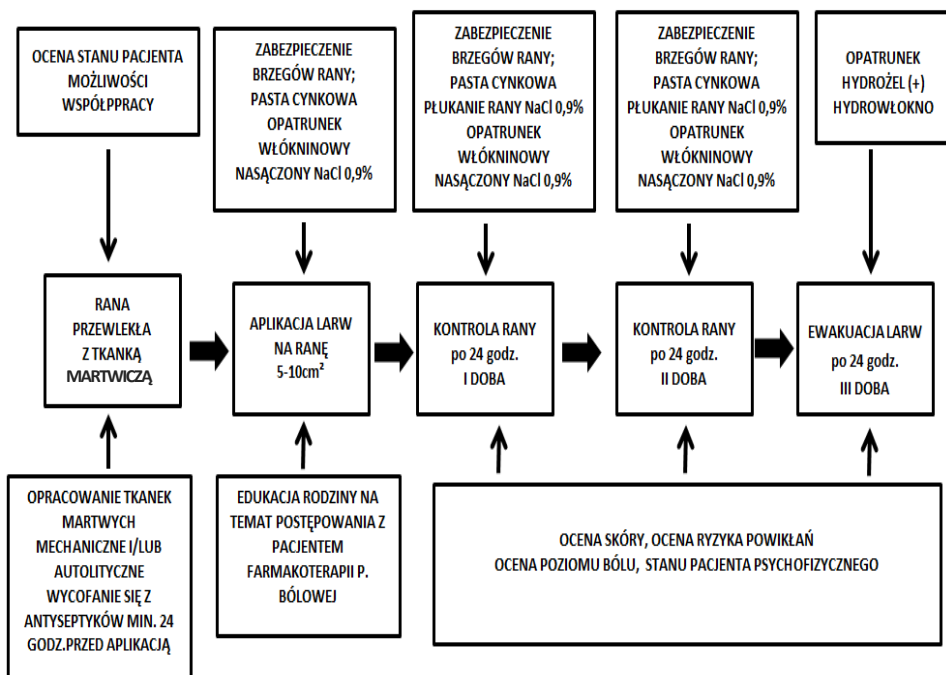 OCENA STANU PACJENTA
MOŻLIWOŚCI
WSPÓŁPPRACY
ZABEZPIECZENIE
BRZEGÓW RANY;
PASTA CYNKOWA
OPATRUNEK
WŁÓKNINOWY
NASĄCZONY NaCl 0,9%
ZABEZPIECZENIE
BRZEGÓW RANY;
PASTA CYNKOWA
PŁUKANIE RANY NaCl 0,9%
OPATRUNEK
WŁÓKNINOWY
NASĄCZONY NaCl 0,9%
ZABEZPIECZENIE
BRZEGÓW RANY;
PASTA CYNKOWA
PŁUKANIE RANY NaCl 0,9%
OPATRUNEK
WŁÓKNINOWY
NASĄCZONY NaCl 0,9%
OPATRUNEK
HYDROŻEL (+)
HYDROWŁOKNO
RANA
PRZEWLEKŁA
Z TKANKĄ
MARTWICZĄ
APLIKACJA LARW
NA RANĘ
5-10cm²
KONTROLA RANY
po 24 godz.
I DOBA
KONTROLA RANY
po 24 godz.
II DOBA
EWAKUACJA LARW
po 24 godz.
III DOBA
OPRACOWANIE TKANEK
MARTWYCH
MECHANICZNE I/LUB
AUTOLITYCZNE
WYCOFANIE SIĘ Z
ANTYSEPTYKÓW MIN. 24
GODZ.PRZED APLIKACJĄ
EDUKACJA RODZINY NA
TEMAT POSTĘPOWANIA Z
PACJENTEM
FARMAKOTERAPII P.
BÓLOWEJ
OCENA SKÓRY, OCENA RYZYKA POWIKŁAŃ
OCENA POZIOMU BÓLU, STANU PACJENTA PSYCHOFIZYCZNEGO